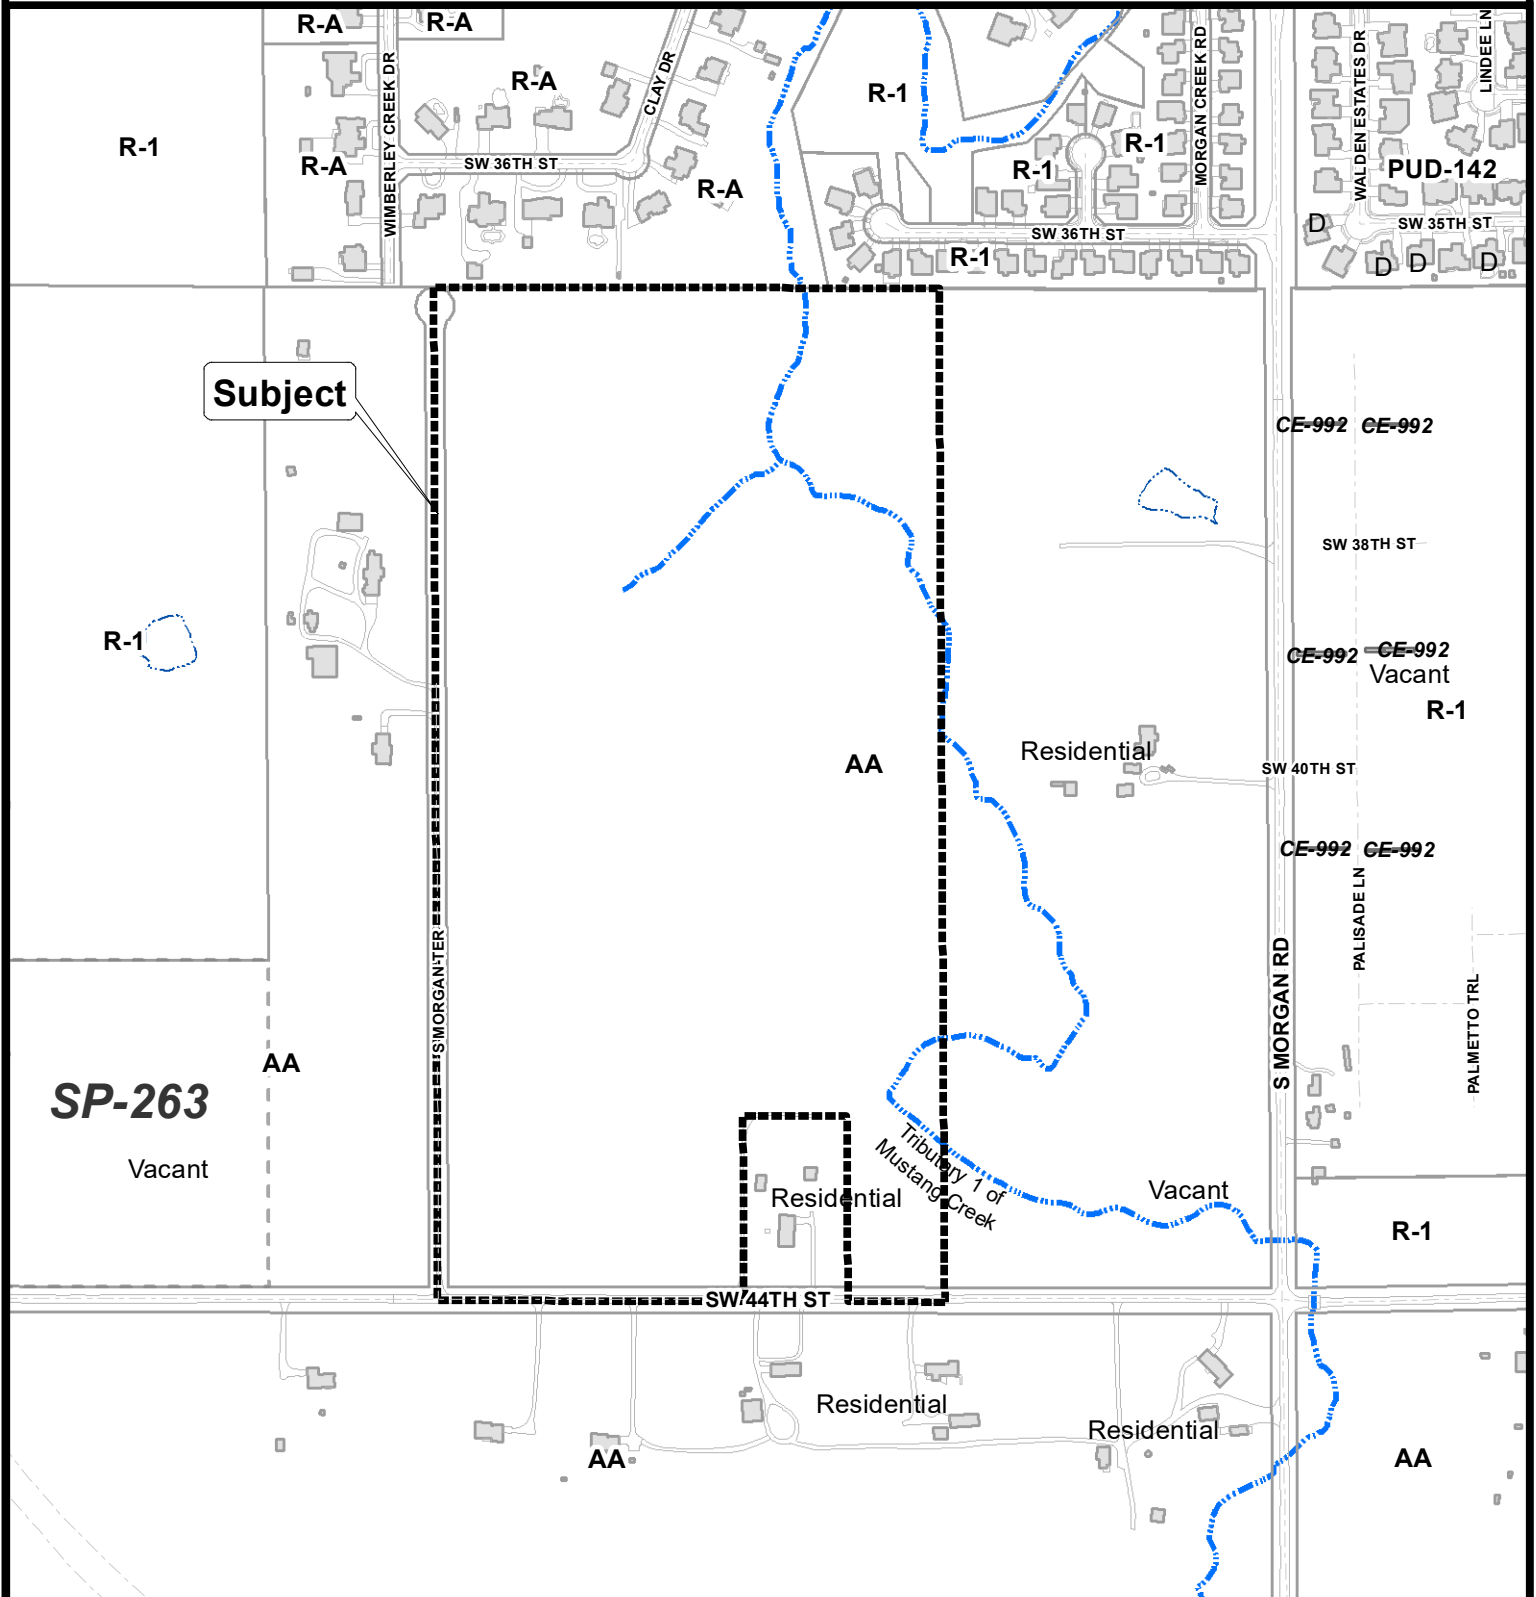 R-A
R-A
LINDEE LN
WIMBERLEY CREEK DR
CLAY DR
MORGAN CREEK RD
WALDEN ESTATES DR
R-A
R-1
R-1
R-1
R-A
SW 36TH ST
R-A
R-1
PUD-142
D
SW 35TH ST
SW 36TH ST
R-1
D
D
D
Subject
CE-992
CE-992
SW 38TH ST
R-1
CE-992
CE-992
Vacant
R-1
Residential
AA
SW 40TH ST
CE-992
CE-992
PALISADE LN
S MORGAN TER
S MORGAN RD
PALMETTO TRL
AA
SP-263
Vacant
Tributary 1 of
Mustang Creek
Residential
Vacant
R-1
SW 44TH ST
Residential
Residential
AA
AA